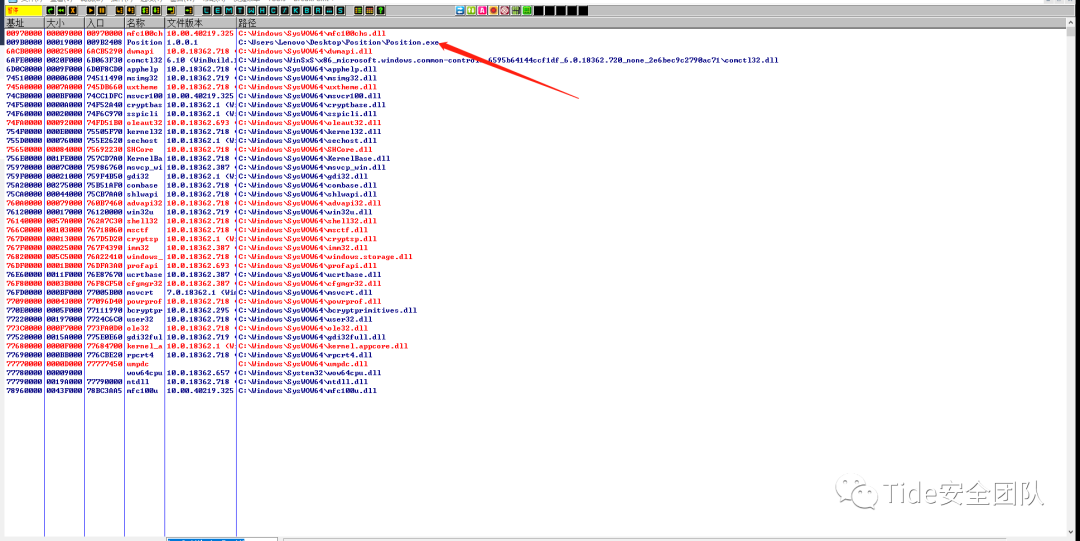 暂停
L E M T W H C / K B R ... S ?
基址 大小 入口 名称 文件版本 路径
00970000 00009000 00970000 mfc100ch 10.00.40219.325 C:\Windows\SysWOW64\mfc100chs.dll
009B0000 00019000 009B2408 Position 1.0.0.1 C:\Users\Lenovo\Desktop\Position\Position.exe
6ACB0000 00025000 6ACB5290 dwmapi 10.0.18362.718 C:\Windows\SysWOW64\dwmapi.dll
6AFE0000 0020F000 6B063F30 comctl32 6.10 (WinBuild. C:\Windows\WinSxS\x86_microsoft.windows.common-control 6595b64144ccf1df_6.0.18362.720_none_2e6bec9c2790ac71\comctl32.dll
6D0C0000 0009F000 6D0F8CD0 apphelp 10.0.18362.718 C:\Windows\SysWOW64\apphelp.dll
74510000 00006000 74511490 msimg32 10.0.18362.719 C:\Windows\SysWOW64\msimg32.dll
745A0000 0007A000 745DB660 uxtheme 10.0.18362.718 C:\Windows\SysWOW64\uxtheme.dll
74CB0000 000BF000 74CC1DFC msvcr100 10.00.40219.325 C:\Windows\SysWOW64\msvcr100.dll
74F50000 0000A000 74F52A40 cryptbas 10.0.18362.1 (W C:\Windows\SysWOW64\cryptbase.dll
74F60000 00020000 74F6C970 sspicli 10.0.18362.1 (W C:\Windows\SysWOW64\sspicli.dll
74FA0000 00092000 74FD51B0 oleaut32 10.0.18362.693 C:\Windows\SysWOW64\oleaut32.dll
754F0000 000E0000 75505F70 kernel32 10.0.18362.718 C:\Windows\SysWOW64\kernel32.dll
755D0000 00076000 755E2620 sechost 10.0.18362.1 (W C:\Windows\SysWOW64\sechost.dll
75650000 00084000 75692230 SHCore 10.0.18362.718 C:\Windows\SysWOW64\SHCore.dll
756E0000 001FE000 757CD7A0 KernelBa 10.0.18362.718 C:\Windows\SysWOW64\KernelBase.dll
75970000 0007C000 75986760 msvcp_wi 10.0.18362.387 C:\Windows\SysWOW64\msvcp_win.dll
759F0000 00021000 759F4B50 gdi32 10.0.18362.1 (W C:\Windows\SysWOW64\gdi32.dll
75A20000 00275000 75B51AF0 combase 10.0.18362.718 C:\Windows\SysWOW64\combase.dll
75CA0000 00044000 75CB7AA0 shlwapi 10.0.18362.718 C:\Windows\SysWOW64\shlwapi.dll
760A0000 00079000 760B7460 advapi32 10.0.18362.718 C:\Windows\SysWOW64\advapi32.dll
76120000 00017000 76120000 win32u 10.0.18362.719 C:\Windows\SysWOW64\win32u.dll
76140000 0057A000 762A7C30 shell32 10.0.18362.718 C:\Windows\SysWOW64\shell32.dll
766C0000 00103000 76718060 msctf 10.0.18362.718 C:\Windows\SysWOW64\msctf.dll
767D0000 00013000 767D5D20 cryptsp 10.0.18362.1 (W C:\Windows\SysWOW64\cryptsp.dll
767F0000 00025000 767F4390 imm32 10.0.18362.387 C:\Windows\SysWOW64\imm32.dll
76820000 005C5000 76A22410 windows_ 10.0.18362.718 C:\Windows\SysWOW64\windows.storage.dll
76DF0000 0001B000 76DFA3A0 profapi 10.0.18362.693 C:\Windows\SysWOW64\profapi.dll
76E60000 0011F000 76E87670 ucrtbase 10.0.18362.387 C:\Windows\SysWOW64\ucrtbase.dll
76F80000 0003B000 76F8CF50 cfgmgr32 10.0.18362.387 C:\Windows\SysWOW64\cfgmgr32.dll
76FD0000 000BF000 77005B00 msvcrt 7.0.18362.1 (Win C:\Windows\SysWOW64\msvcrt.dll
77090000 00043000 77096D40 powrprof 10.0.18362.1 C:\Windows\SysWOW64\powrprof.dll
770E0000 0005F000 77111990 bcryptpr 10.0.18362.295 C:\Windows\SysWOW64\bcryptprimitives.dll
77220000 00197000 7724C6C0 user32 10.0.18362.718 C:\Windows\SysWOW64\user32.dll
773C0000 000F7000 773FA0D0 ole32 10.0.18362.718 C:\Windows\SysWOW64\ole32.dll
77520000 0015A000 775E0E60 gdi32ful 10.0.18362.719 C:\Windows\SysWOW64\gdi32full.dll
77680000 0000F000 77684700 kernel_a 10.0.18362.1 (W C:\Windows\SysWOW64\kernel.appcore.dll
77690000 000BB000 776CBE20 rpcrt4 10.0.18362.718 C:\Windows\SysWOW64\rpcrt4.dll
77770000 0000D000 77777450 umpdc C:\Windows\SysWOW64\umpdc.dll
77780000 00009000 wow64cpu 10.0.18362.657 C:\Windows\System32\wow64cpu.dll
77790000 0019A000 77790000 ntdll 10.0.18362.718 C:\Windows\SysWOW64\ntdll.dll
78960000 0043F000 78BC3AA5 mfc100u 10.00.40219.325 C:\Windows\SysWOW64\mfc100u.dll
Tide安全团队